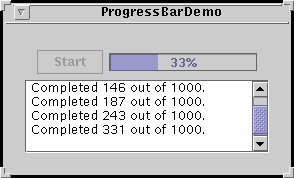 ProgressBarDemo
Start 33%
Completed 146 out of 1000.
Completed 187 out of 1000.
Completed 243 out of 1000.
Completed 331 out of 1000.